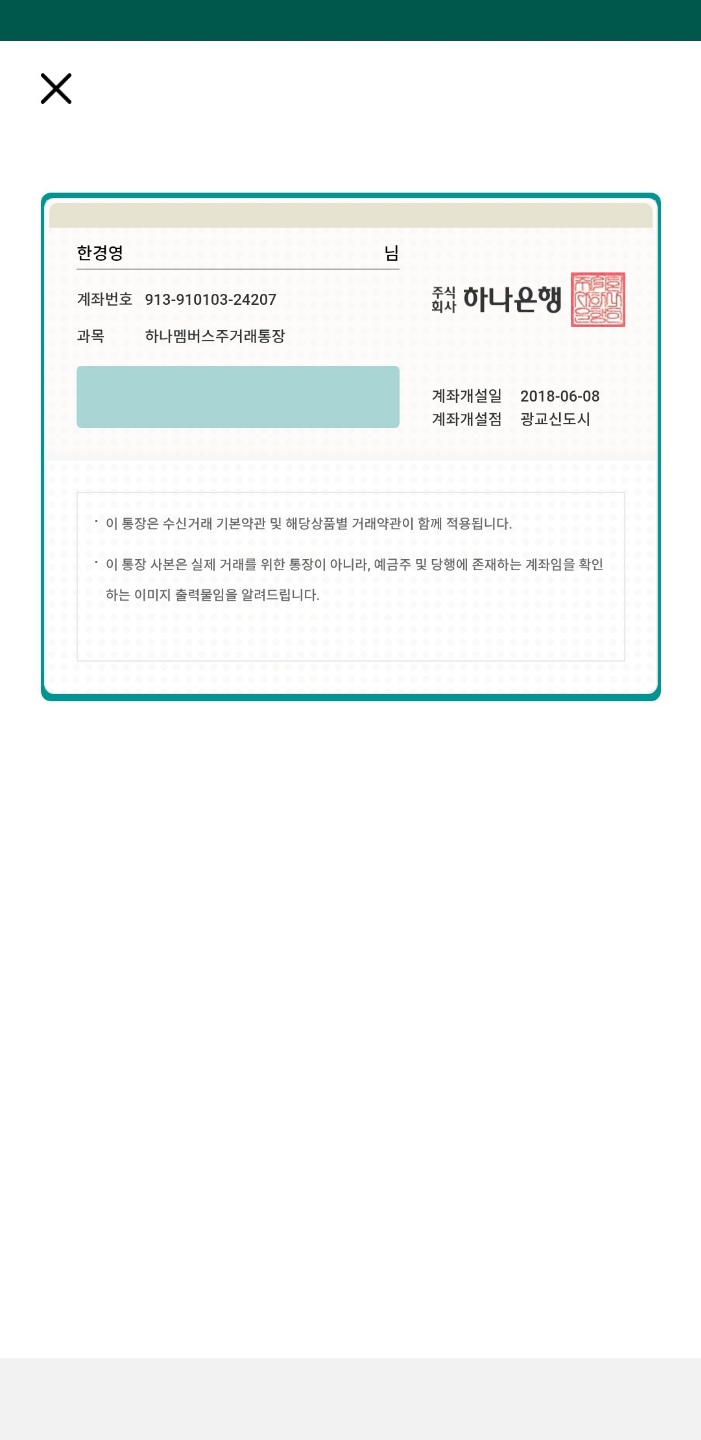 한경영 님
계좌번호 913-910103-24207
과목 하나멤버스주거래통장
주식
회사 하나은행
계좌개설일 2018-06-08
계좌개설점 광교신도시
· 이 통장은 수신거래 기본약관 및 해당상품별 거래약관이 함께 적용됩니다.
· 이 통장 사본은 실제 거래를 위한 통장이 아니라, 예금주 및 당행에 존재하는 계좌임을 확인
하는 이미지 출력물임을 알려드립니다.